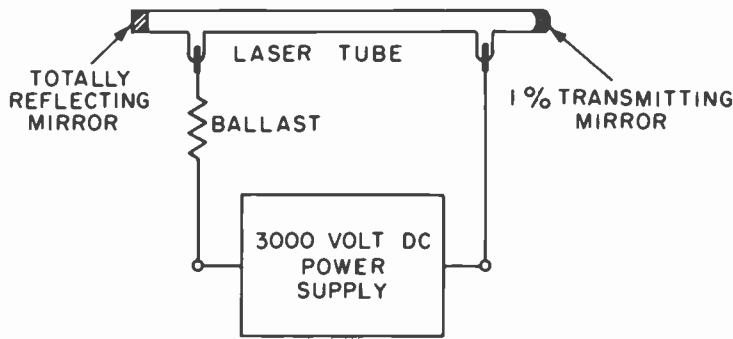 LASER TUBE
TOTALLY
REFLECTING
MIRROR
1% TRANSMITTING
MIRROR
BALLAST
3000 VOLT DC
POWER
SUPPLY